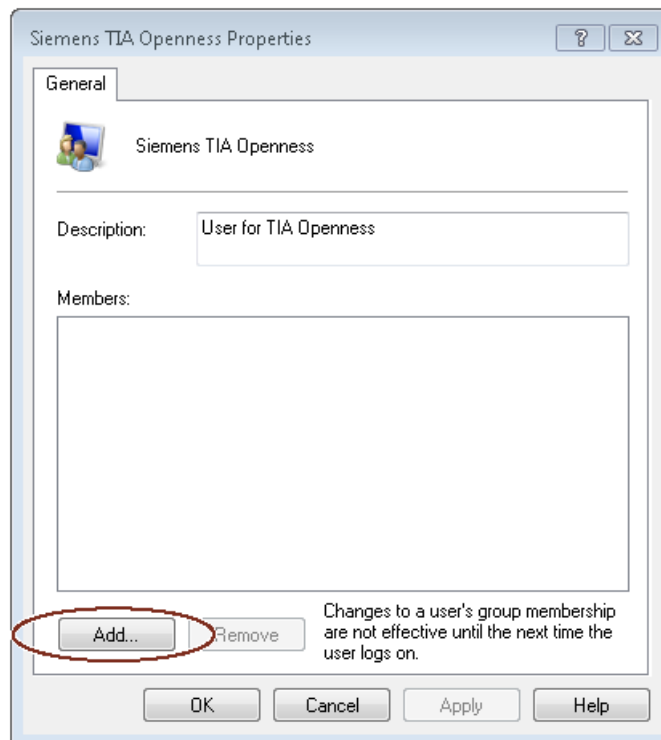 Siemens TIA Openness Properties
General
Siemens TIA Openness
Description:
User for TIA Openness
Members:
Add...
Remove
Changes to a user's group membership
are not effective until the next time the
user logs on.
OK
Cancel
Apply
Help